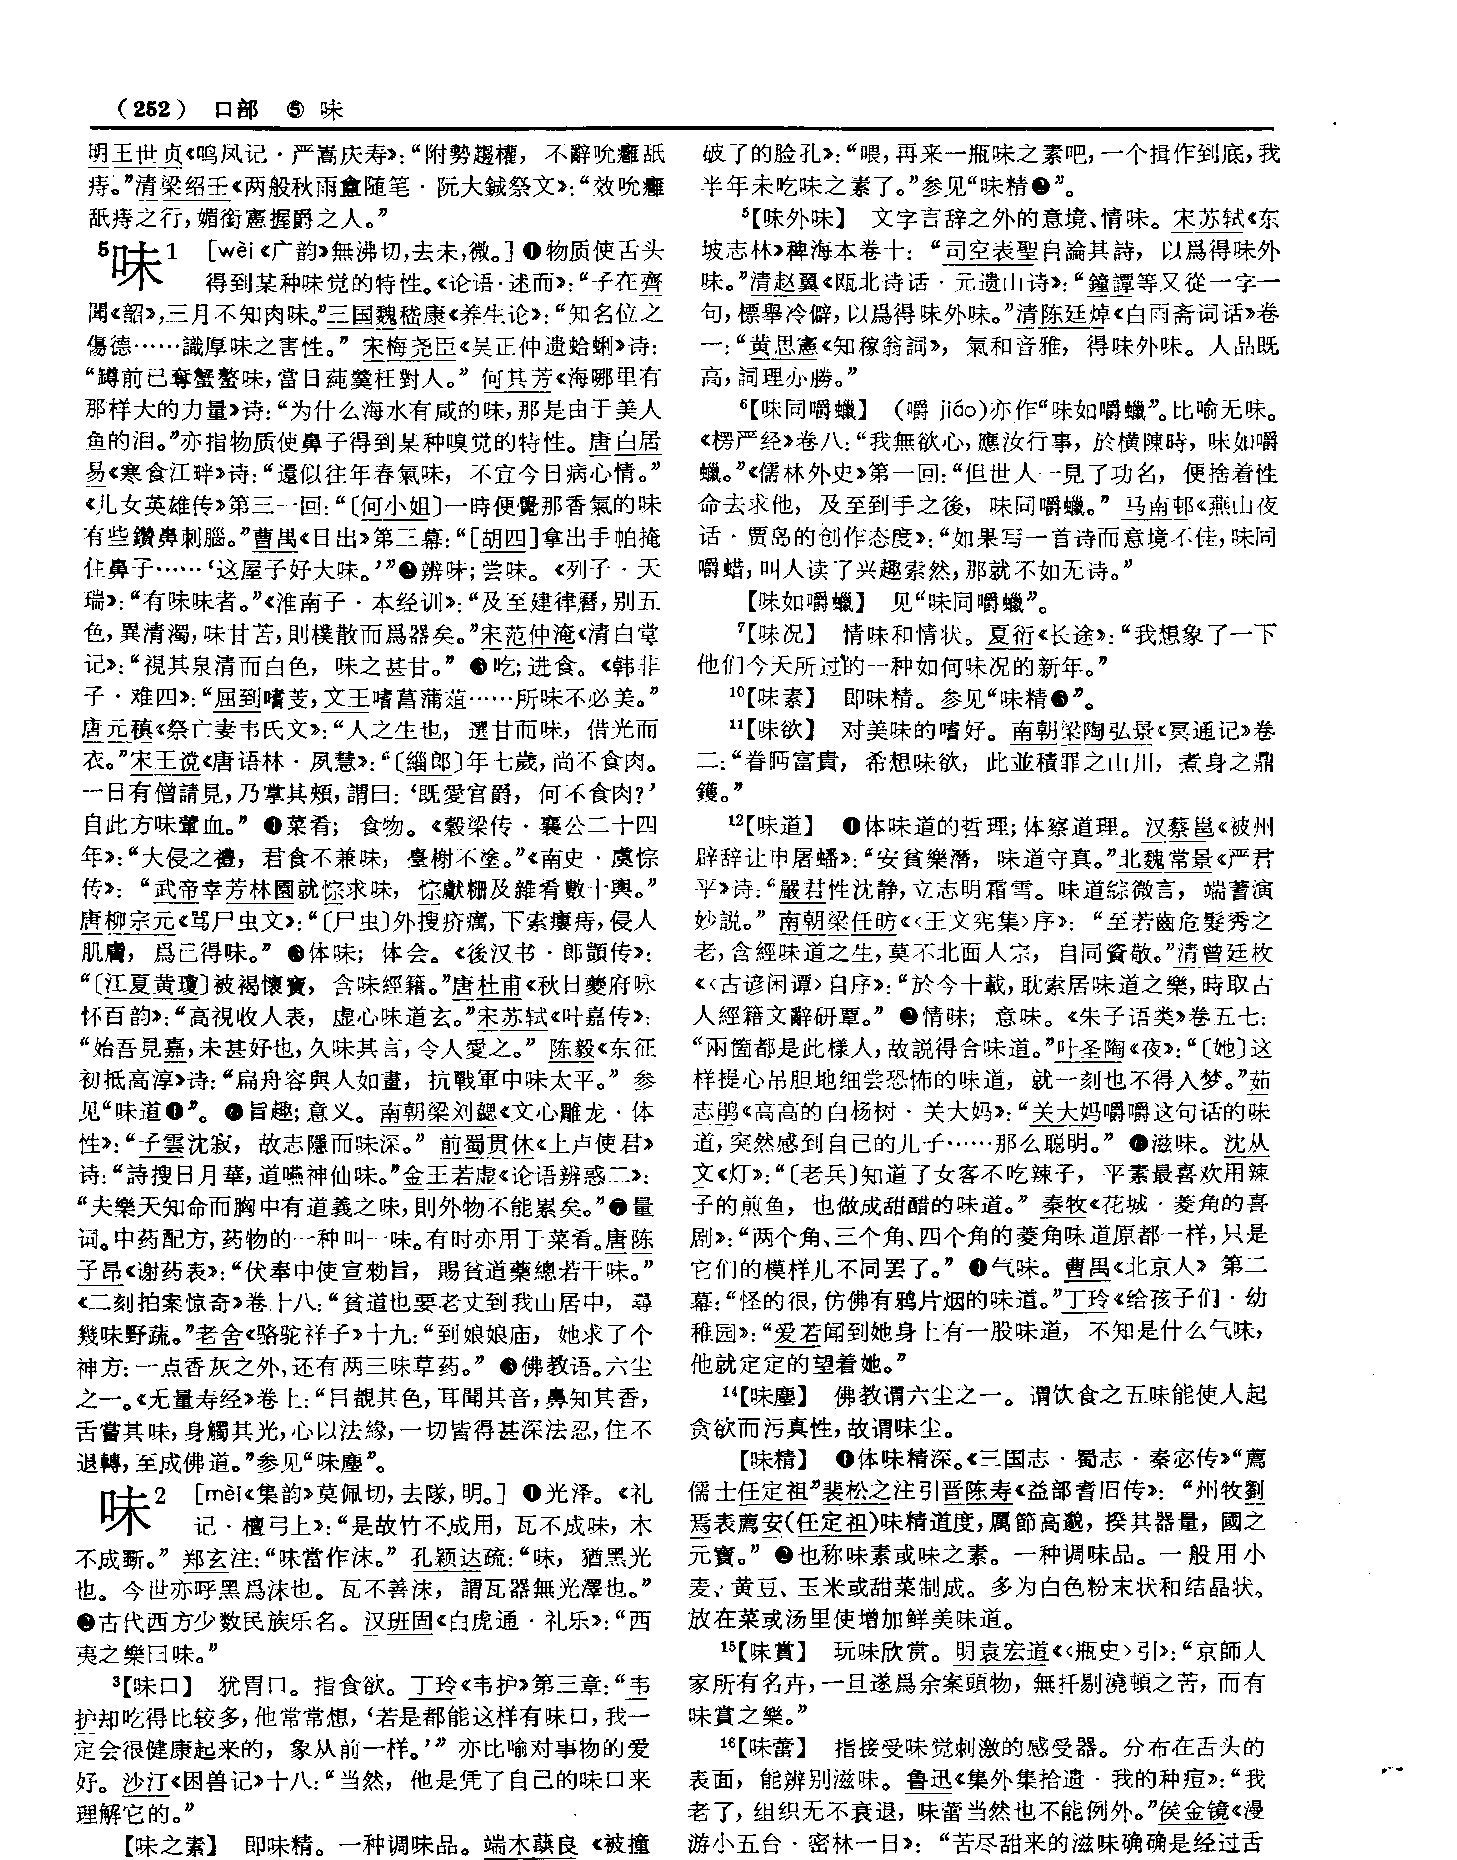 （252） 口部 ⑤ 味
明王世贞《鸣凤记·严嵩庆寿》：“附勢趨權，不辭吮癰舐
痔。”清梁绍壬《两般秋雨盦随笔·阮大鋮祭文》：“效吮癰
舐痔之行，媚銜憲握爵之人。”
⁵味¹ ［wèi《广韵》無沸切，去未，微。］❶物质使舌头
得到某种味觉的特性。《论语·述而》：“子在齊
聞《韶》，三月不知肉味。”三国魏嵇康《养生论》：“知名位之
傷德……識厚味之害性。”宋梅尧臣《吴正仲遗蛤蜊》诗：
“罇前已奪蟹螯味，當日蒓羹枉對人。”何其芳《海哪里有
那样大的力量》诗：“为什么海水有咸的味，那是由于美人
鱼的泪。”亦指物质使鼻子得到某种嗅觉的特性。唐白居
易《寒食江畔》诗：“還似往年春氣味，不宜今日病心情。”
《儿女英雄传》第三一回：“〔何小姐〕一時便覺那香氣的味
有些鑽鼻刺腦。”曹禺《日出》第三幕：“［胡四］拿出手帕掩
住鼻子……‘这屋子好大味。’”❷辨味；尝味。《列子·天
瑞》：“有味味者。”《淮南子·本经训》：“及至建律曆，别五
色，異清濁，味甘苦，則樸散而爲器矣。”宋范仲淹《清白堂
记》：“視其泉清而白色，味之甚甘。”❸吃；进食。《韩非
子·难四》：“屈到嗜芰，文王嗜菖蒲菹……所味不必美。”
唐元稹《祭亡妻韦氏文》：“人之生也，選甘而味，借光而
衣。”宋王谠《唐语林·夙慧》：“〔緇郎〕年七歲，尚不食肉。
一日有僧請見，乃掌其頰，謂曰：‘既愛官爵，何不食肉？’
自此方味葷血。”❹菜肴；食物。《穀梁传·襄公二十四
年》：“大侵之禮，君食不兼味，臺榭不塗。”《南史·虞悰
传》：“武帝幸芳林園就悰求味，悰獻栅及雜肴數十輿。”
唐柳宗元《骂尸虫文》：“〔尸虫〕外搜疥癘，下索瘻痔，侵人
肌膚，爲己得味。”❺体味；体会。《後汉书·郎顗传》：
“〔江夏黄瓊〕被褐懷寶，含味經籍。”唐杜甫《秋日夔府咏
怀百韵》：“高視收人表，虚心味道玄。”宋苏轼《叶嘉传》：
“始吾見嘉，未甚好也，久味其言，令人愛之。”陈毅《东征
初抵高淳》诗：“扁舟容與人如畫，抗戰軍中味太平。”参
见“味道❶”。❻旨趣；意义。南朝梁刘勰《文心雕龙·体
性》：“子雲沈寂，故志隱而味深。”前蜀贯休《上卢使君》
诗：“詩搜日月華，道嚥神仙味。”金王若虚《论语辨惑二》：
“夫樂天知命而胸中有道義之味，則外物不能累矣。”❼量
词。中药配方，药物的一种叫一味。有时亦用于菜肴。唐陈
子昂《谢药表》：“伏奉中使宣勑旨，賜貧道藥總若干味。”
《二刻拍案惊奇》卷十八：“貧道也要老丈到我山居中，尋
幾味野蔬。”老舍《骆驼祥子》十九：“到娘娘庙，她求了个
神方：一点香灰之外，还有两三味草药。”❽佛教语。六尘
之一。《无量寿经》卷上：“目覩其色，耳聞其音，鼻知其香，
舌嘗其味，身觸其光，心以法緣，一切皆得甚深法忍，住不
退轉，至成佛道。”参见“味塵”。
味² ［mèi《集韵》莫佩切，去隊，明。］❶光泽。《礼
记·檀弓上》：“是故竹不成用，瓦不成味，木
不成斲。”郑玄注：“味當作沬。”孔颖达疏：“味，猶黑光
也。今世亦呼黑爲沬也。瓦不善沬，謂瓦器無光澤也。”
❷古代西方少数民族乐名。汉班固《白虎通·礼乐》：“西
夷之樂曰味。”
³【味口】 犹胃口。指食欲。丁玲《韦护》第三章：“韦
护却吃得比较多，他常常想，‘若是都能这样有味口，我一
定会很健康起来的，象从前一样。’”亦比喻对事物的爱
好。沙汀《困兽记》十八：“当然，他是凭了自己的味口来
理解它的。”
【味之素】 即味精。一种调味品。端木蕻良《被撞
破了的脸孔》：“喂，再来一瓶味之素吧，一个揖作到底，我
半年未吃味之素了。”参见“味精❷”。
⁵【味外味】 文字言辞之外的意境、情味。宋苏轼《东
坡志林》稗海本卷十：“司空表聖自論其詩，以爲得味外
味。”清赵翼《瓯北诗话·元遗山诗》：“鐘譚等又從一字一
句，標舉冷僻，以爲得味外味。”清陈廷焯《白雨斋词话》卷
一：“黄思憲《知稼翁詞》，氣和音雅，得味外味。人品既
高，詞理亦勝。”
⁶【味同嚼蠟】 （嚼 jiáo）亦作“味如嚼蠟”。比喻无味。
《楞严经》卷八：“我無欲心，應汝行事，於横陳時，味如嚼
蠟。”《儒林外史》第一回：“但世人一見了功名，便捨着性
命去求他，及至到手之後，味同嚼蠟。”马南邨《燕山夜
话·贾岛的创作态度》：“如果写一首诗而意境不佳，味同
嚼蜡，叫人读了兴趣索然，那就不如无诗。”
【味如嚼蠟】 见“味同嚼蠟”。
⁷【味况】 情味和情状。夏衍《长途》：“我想象了一下
他们今天所过的一种如何味况的新年。”
¹⁰【味素】 即味精。参见“味精❷”。
¹¹【味欲】 对美味的嗜好。南朝梁陶弘景《冥通记》卷
二：“眷眄富貴，希想味欲，此並積罪之山川，煮身之鼎
鑊。”
¹²【味道】 ❶体味道的哲理；体察道理。汉蔡邕《被州
辟辞让申屠蟠》：“安貧樂潛，味道守真。”北魏常景《严君
平》诗：“嚴君性沈静，立志明霜雪。味道綜微言，端蓍演
妙説。”南朝梁任昉《〈王文宪集〉序》：“至若齒危髮秀之
老，含經味道之生，莫不北面人宗，自同資敬。”清曾廷枚
《〈古谚闲谭〉自序》：“於今十載，耽索居味道之樂，時取古
人經籍文辭研覃。”❷情味；意味。《朱子语类》卷五七：
“兩箇都是此樣人，故説得合味道。”叶圣陶《夜》：“〔她〕这
样提心吊胆地细尝恐怖的味道，就一刻也不得入梦。”茹
志鹃《高高的白杨树·关大妈》：“关大妈嚼嚼这句话的味
道，突然感到自己的儿子……那么聪明。”❸滋味。沈从
文《灯》：“〔老兵〕知道了女客不吃辣子，平素最喜欢用辣
子的煎鱼，也做成甜醋的味道。”秦牧《花城·菱角的喜
剧》：“两个角、三个角、四个角的菱角味道原都一样，只是
它们的模样儿不同罢了。”❹气味。曹禺《北京人》第二
幕：“怪的很，仿佛有鸦片烟的味道。”丁玲《给孩子们·幼
稚园》：“爱若闻到她身上有一股味道，不知是什么气味，
他就定定的望着她。”
¹⁴【味塵】 佛教谓六尘之一。谓饮食之五味能使人起
贪欲而污真性，故谓味尘。
【味精】 ❶体味精深。《三国志·蜀志·秦宓传》“薦
儒士任定祖”裴松之注引晋陈寿《益部耆旧传》：“州牧劉
焉表薦安（任定祖）味精道度，厲節高邈，揆其器量，國之
元寶。”❷也称味素或味之素。一种调味品。一般用小
麦、黄豆、玉米或甜菜制成。多为白色粉末状和结晶状。
放在菜或汤里使增加鲜美味道。
¹⁵【味賞】 玩味欣赏。明袁宏道《〈瓶史〉引》：“京師人
家所有名卉，一旦遂爲余案頭物，無扞剔澆頓之苦，而有
味賞之樂。”
¹⁶【味蕾】 指接受味觉刺激的感受器。分布在舌头的
表面，能辨别滋味。鲁迅《集外集拾遗·我的种痘》：“我
老了，组织无不衰退，味蕾当然也不能例外。”侯金镜《漫
游小五台·密林一日》：“苦尽甜来的滋味确确是经过舌